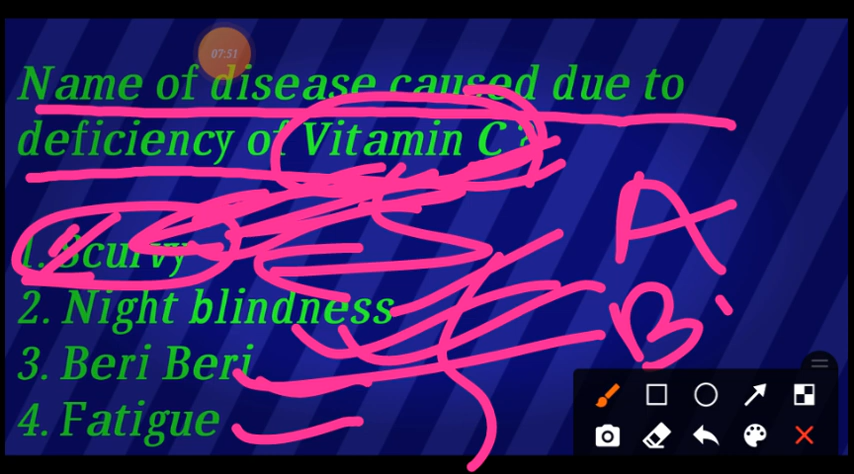 07:51
Name of disease caused due to
deficiency of Vitamin C ?
1. Scurvy
2. Night blindness
3. Beri Beri
4. Fatigue
A
B